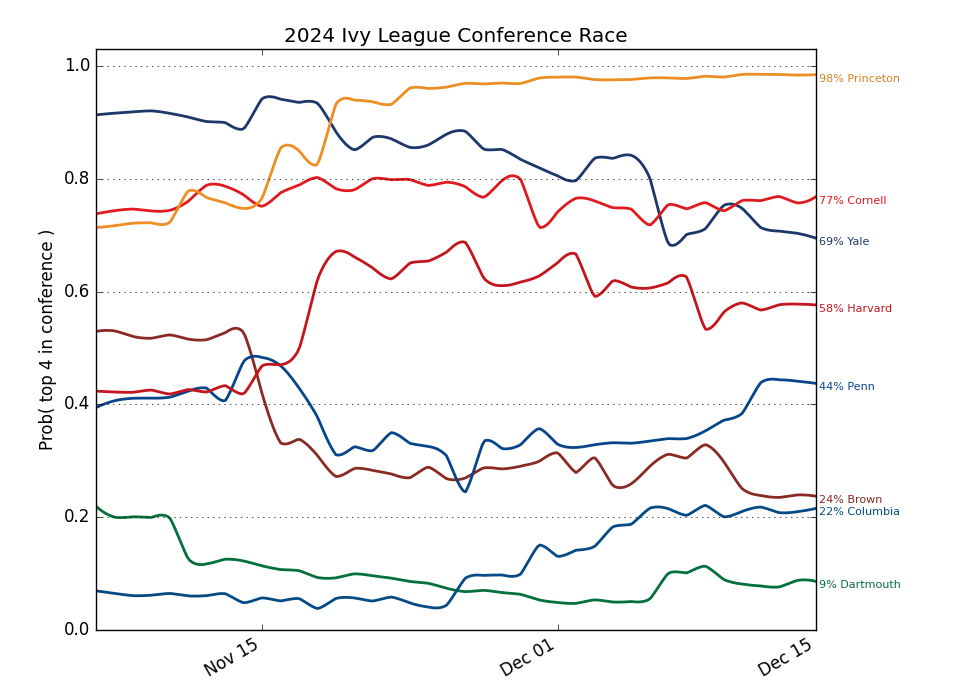 2024 Ivy League Conference Race
Prob( top 4 in conference )
1.0
0.8
0.6
0.4
0.2
0.0
98% Princeton
77% Cornell
69% Yale
58% Harvard
44% Penn
24% Brown
22% Columbia
9% Dartmouth
Nov 15
Dec 01
Dec 15